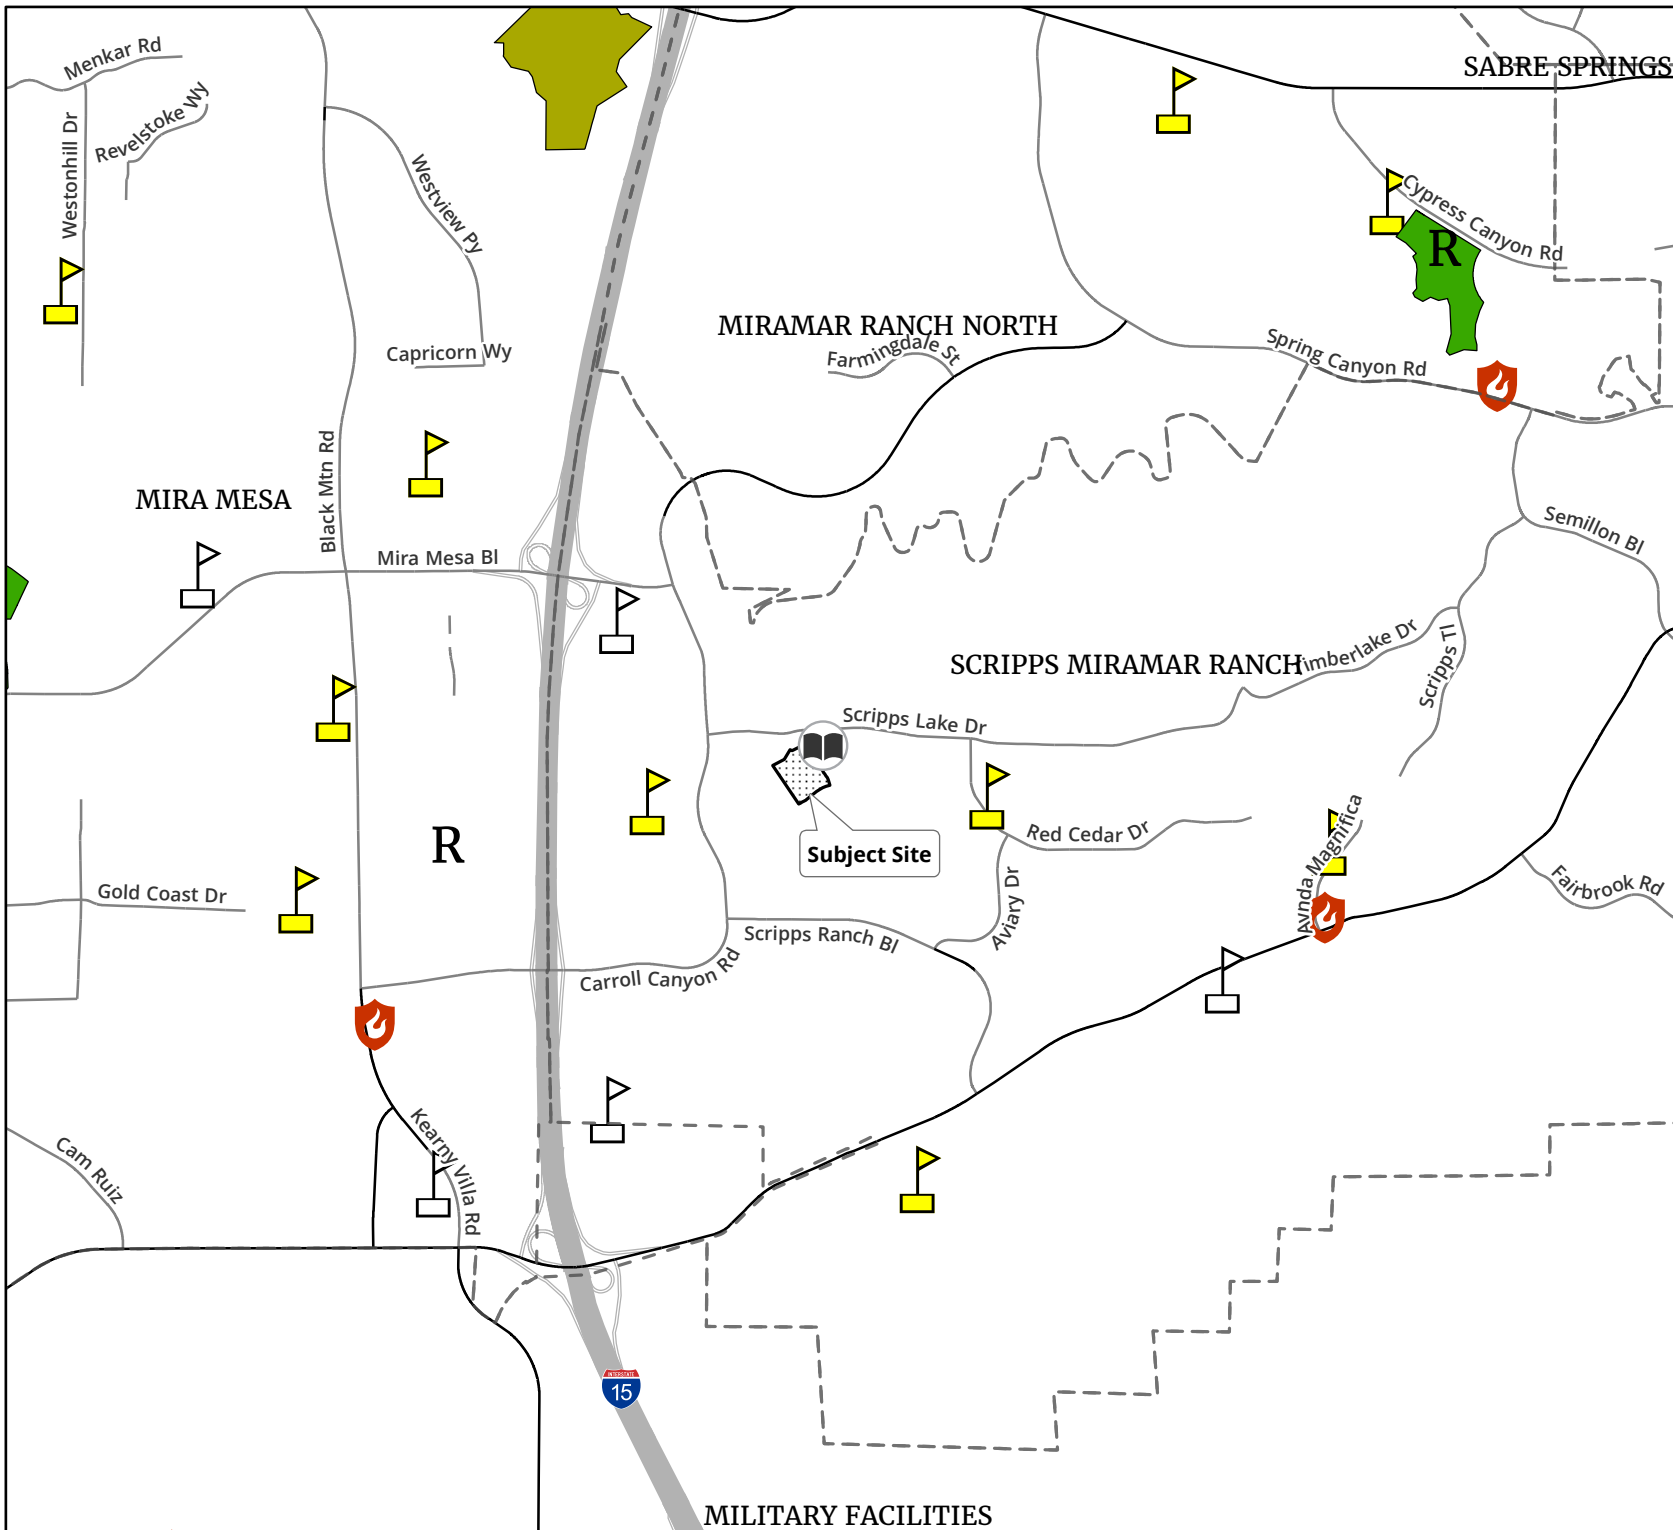 SABRE SPRINGS
Menkar Rd
Revelstoke Wy
Westonhill Dr
Westview Py
Cypress Canyon Rd
R
MIRAMAR RANCH NORTH
Farmingdale St
Spring Canyon Rd
Capricorn Wy
Black Mtn Rd
MIRA MESA
Mira Mesa Bl
Semillon Bl
SCRIPPS MIRAMAR RANCH
Timberlake Dr
Scripps Tl
Scripps Lake Dr
Red Cedar Dr
Avnda Magnifica
R
Subject Site
Gold Coast Dr
Aviary Dr
Fairbrook Rd
Scripps Ranch Bl
Carroll Canyon Rd
Cam Ruiz
Kearny Villa Rd
INTERSTATE
15
MILITARY FACILITIES